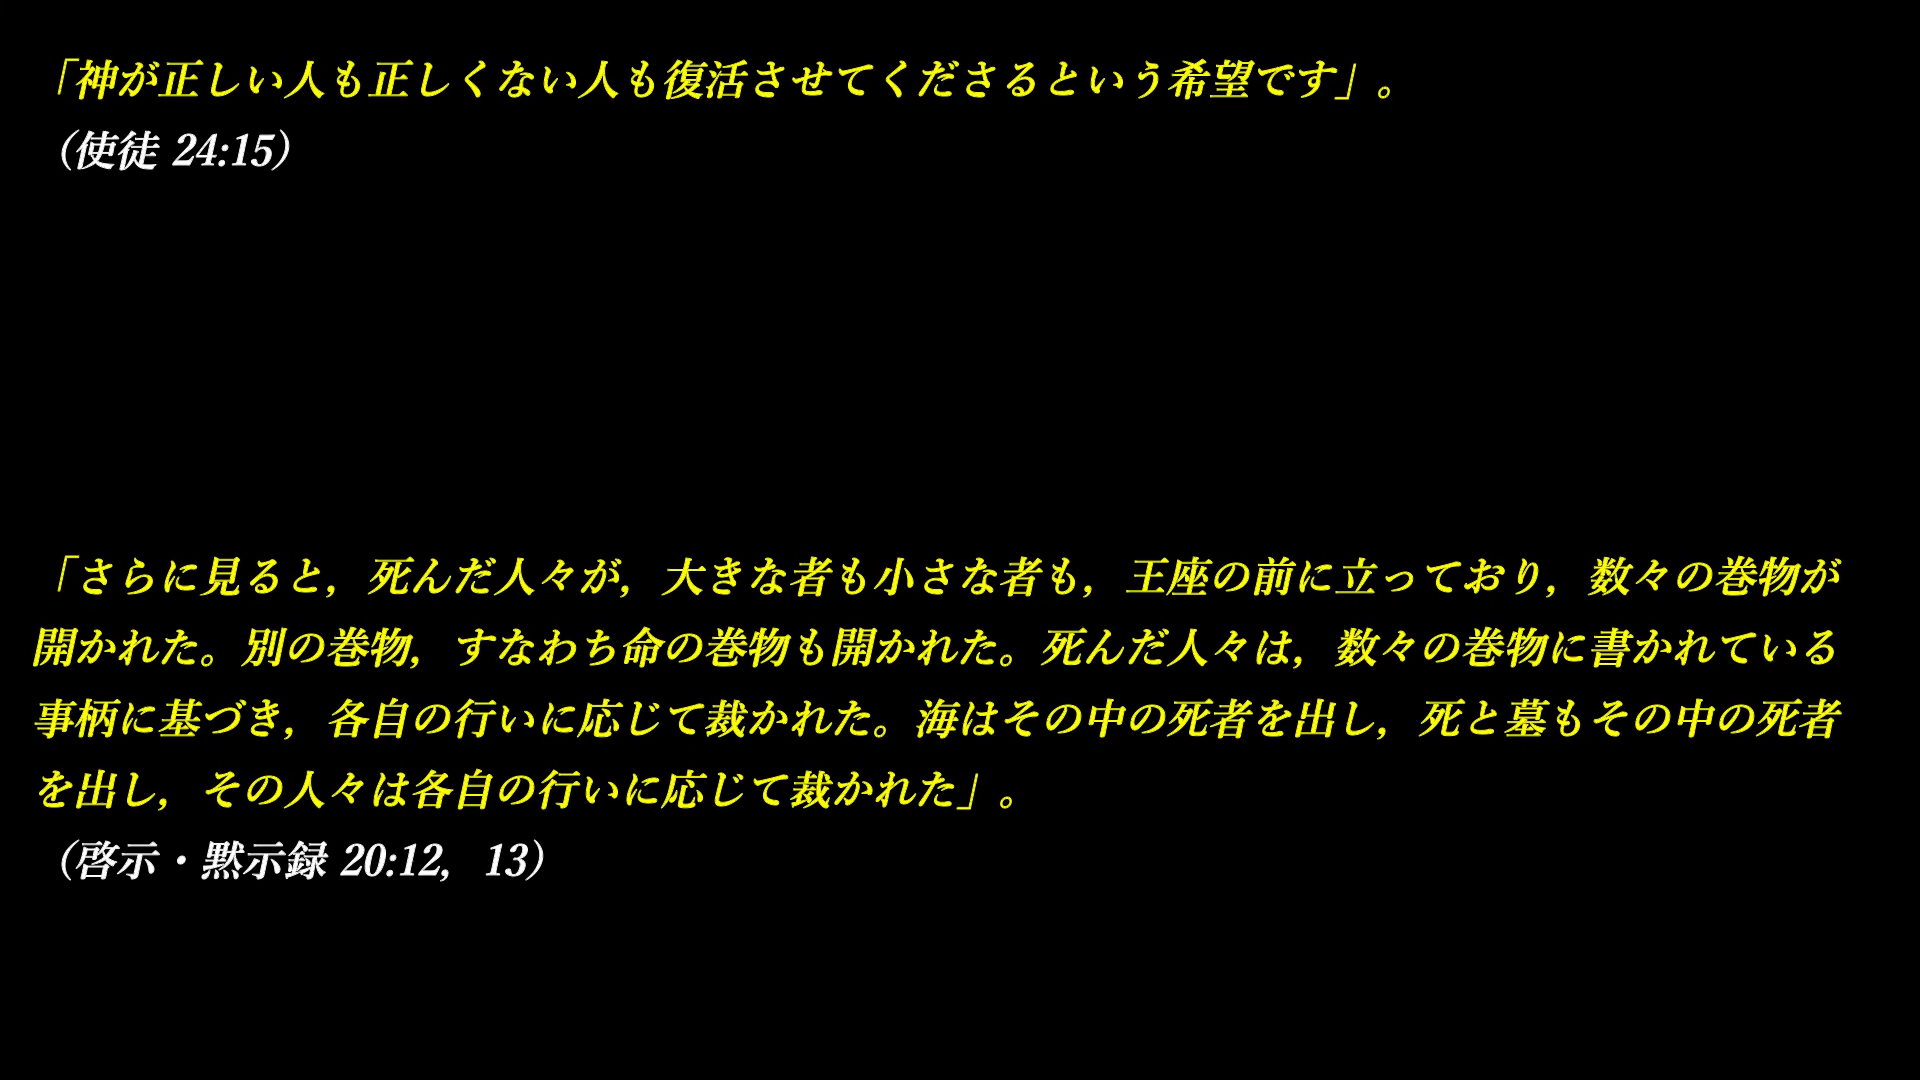 「神が正しい人も正しくない人も復活させてくださるという希望です」。
（使徒 24:15）
「さらに見ると，死んだ人々が，大きな者も小さな者も，王座の前に立っており，数々の巻物が
開かれた。別の巻物，すなわち命の巻物も開かれた。死んだ人々は，数々の巻物に書かれている
事柄に基づき，各自の行いに応じて裁かれた。海はその中の死者を出し，死と墓もその中の死者
を出し，その人々は各自の行いに応じて裁かれた」。
（啓示・黙示録 20:12，13）